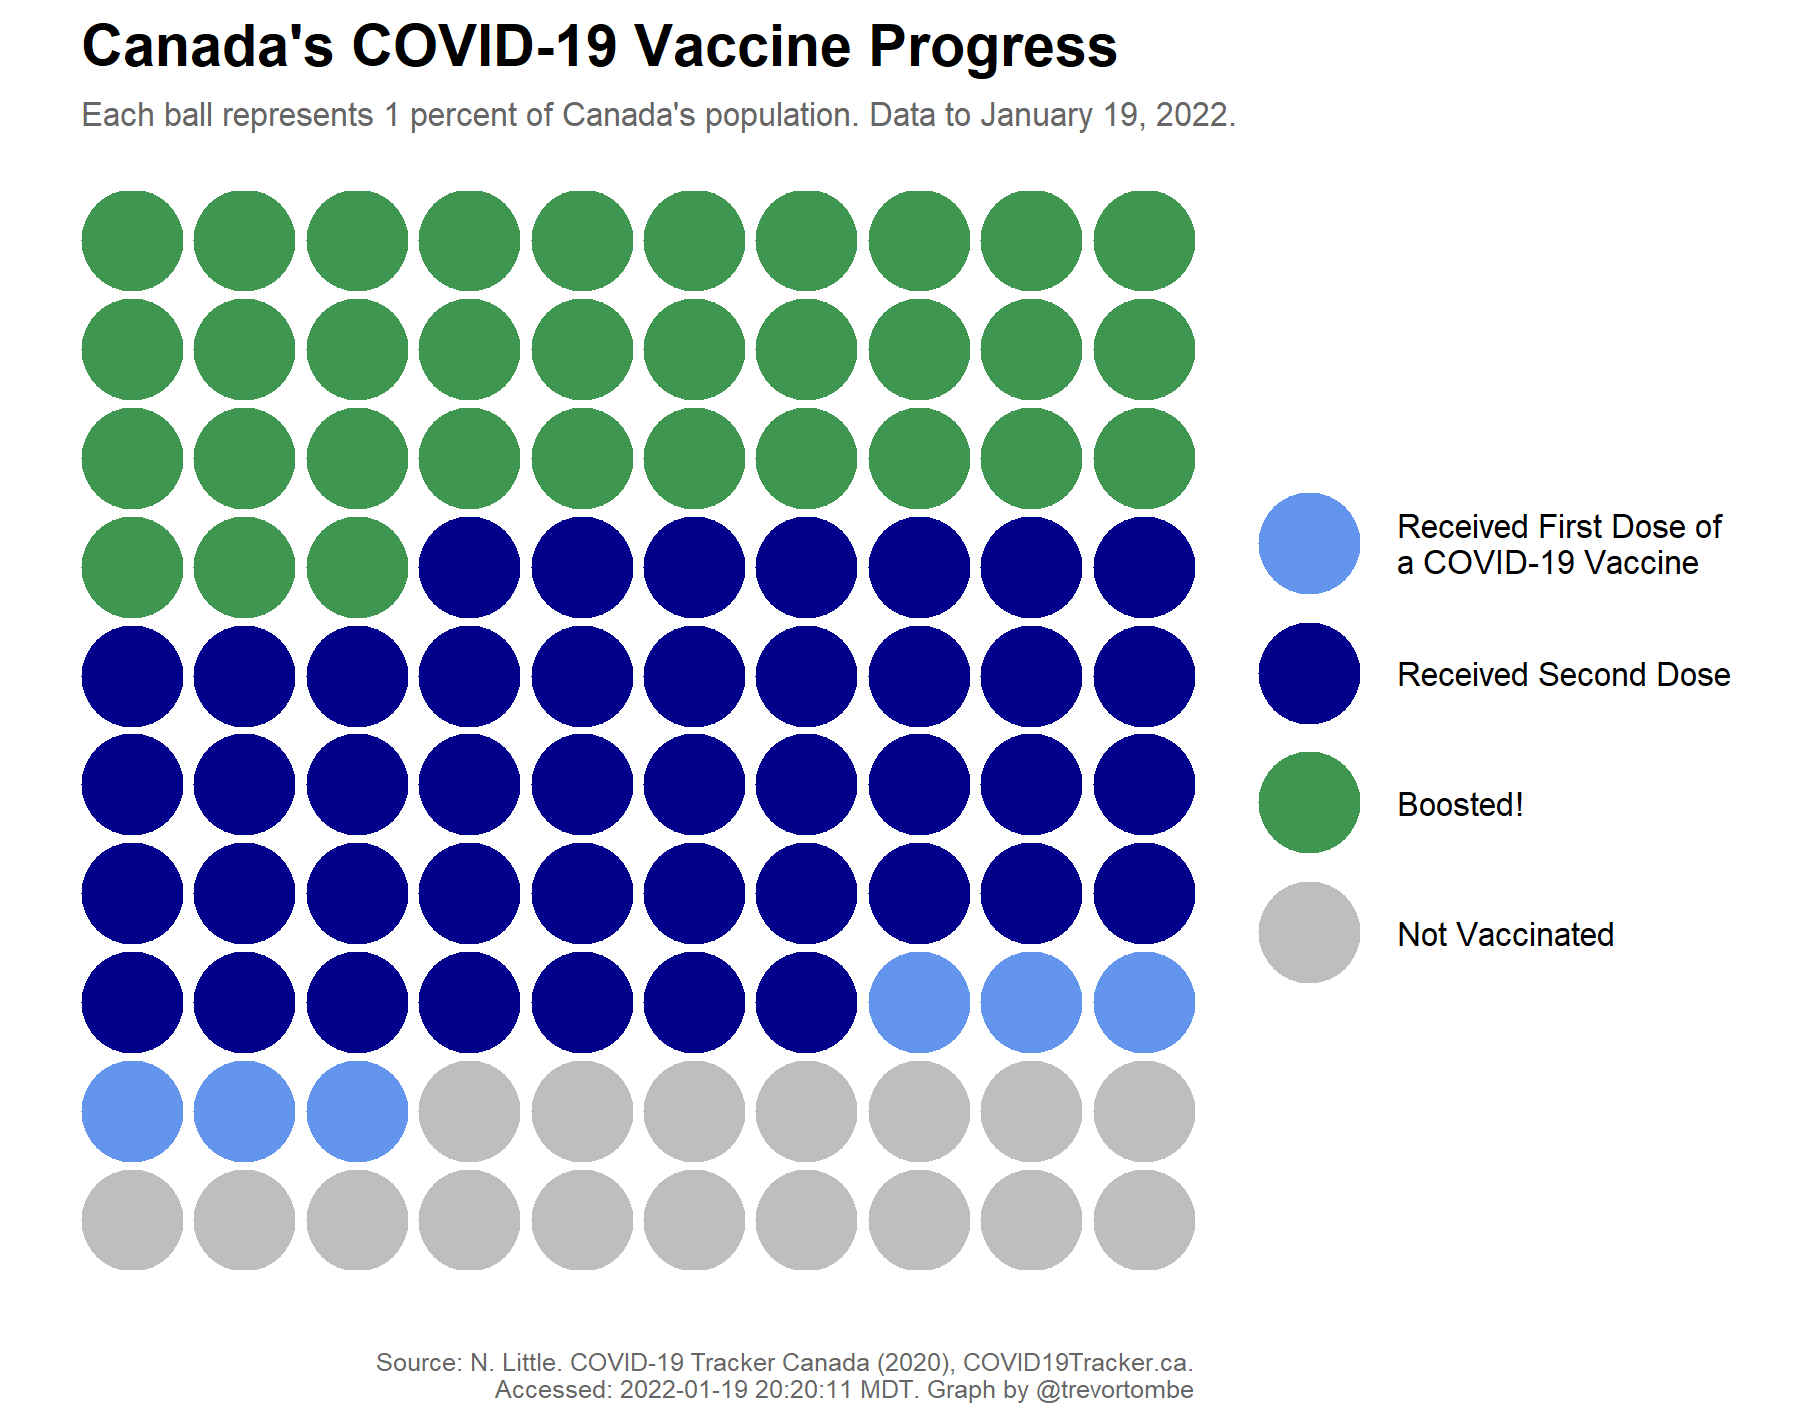 Canada's COVID-19 Vaccine Progress
Each ball represents 1 percent of Canada's population. Data to January 19, 2022.
Received First Dose of
a COVID-19 Vaccine
Received Second Dose
Boosted!
Not Vaccinated
Source: N. Little. COVID-19 Tracker Canada (2020), COVID19Tracker.ca.
Accessed: 2022-01-19 20:20:11 MDT. Graph by @trevortombe